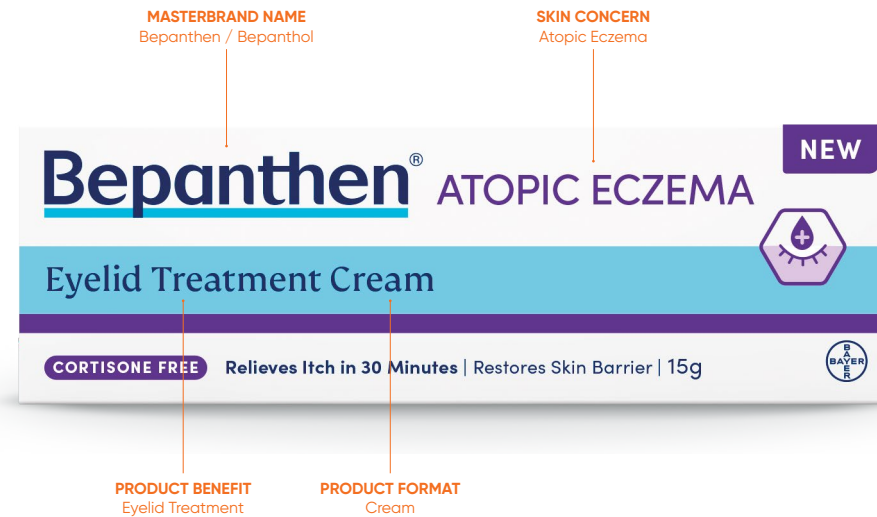 MASTERBRAND NAME
Bepanthen / Bepanthol
SKIN CONCERN
Atopic Eczema
NEW
Bepanthen® ATOPIC ECZEMA
Eyelid Treatment Cream
CORTISONE FREE Relieves Itch in 30 Minutes | Restores Skin Barrier | 15g
BAYER
BAYER
PRODUCT BENEFIT
Eyelid Treatment
PRODUCT FORMAT
Cream